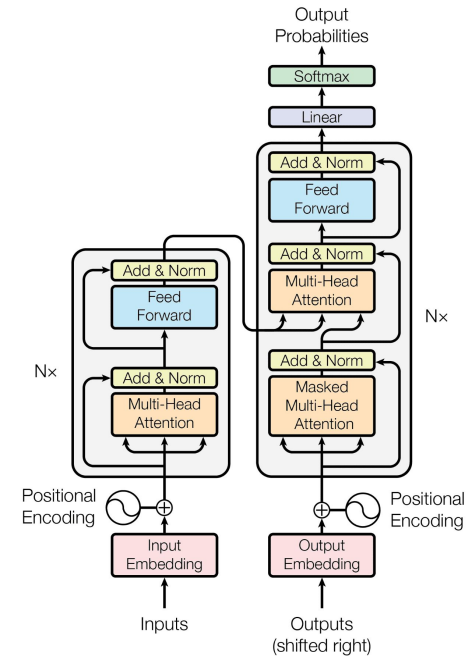 Output
Probabilities
Softmax
Linear
Add & Norm
Feed
Forward
Add & Norm
Multi-Head
Attention
Add & Norm
Masked
Multi-Head
Attention
Nx
Positional
Encoding
Output
Embedding
Outputs
(shifted right)
Add & Norm
Feed
Forward
Add & Norm
Multi-Head
Attention
Nx
Positional
Encoding
Input
Embedding
Inputs